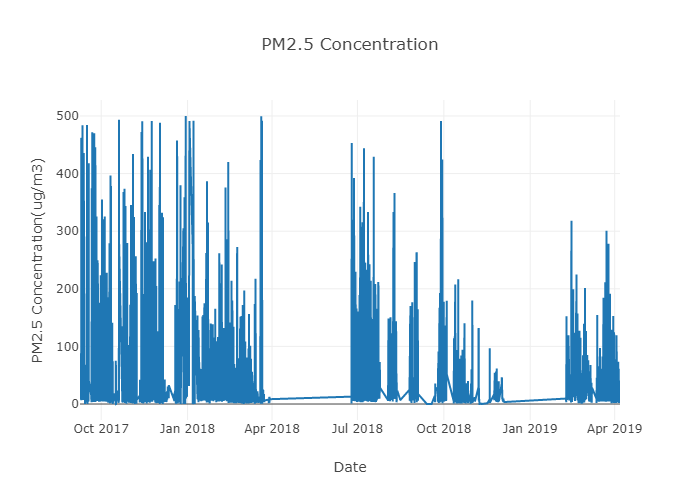 PM2.5 Concentration
500
400
300
200
100
0
PM2.5 Concentration(ug/m3)
Oct 2017
Jan 2018
Apr 2018
Jul 2018
Oct 2018
Jan 2019
Apr 2019
Date